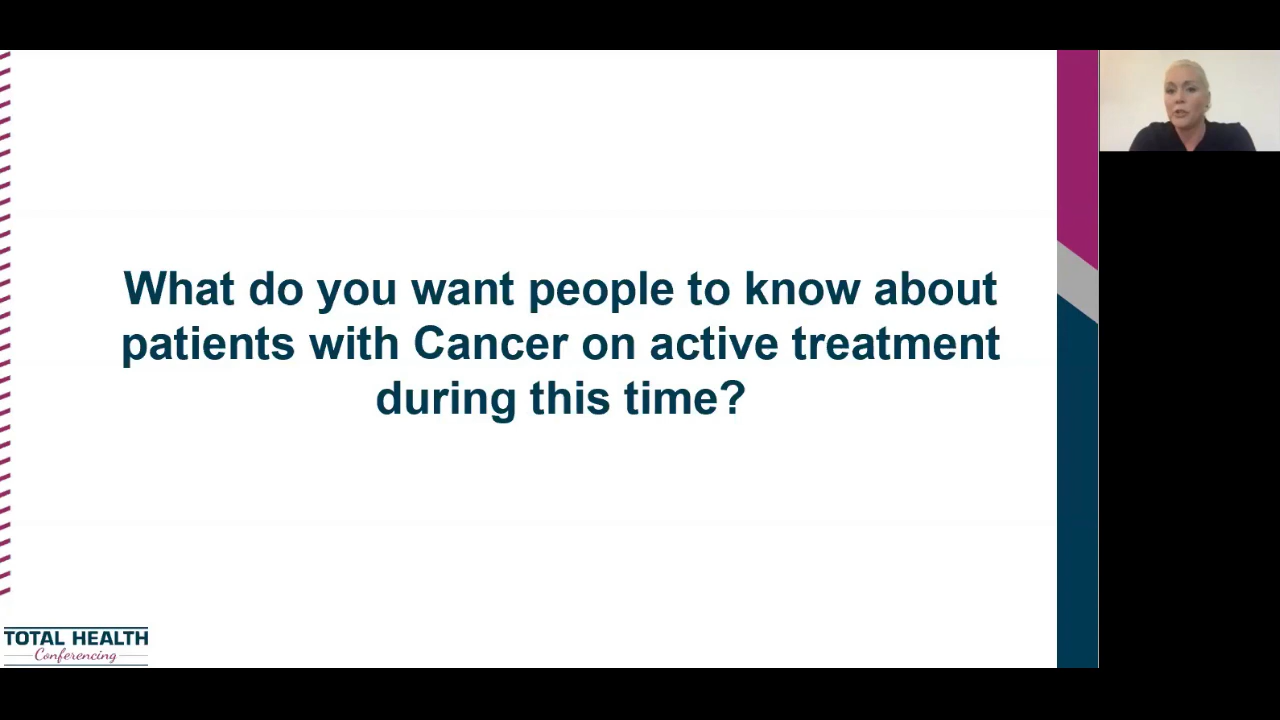 What do you want people to know about
patients with Cancer on active treatment
during this time?
TOTAL HEALTH
Conferencing